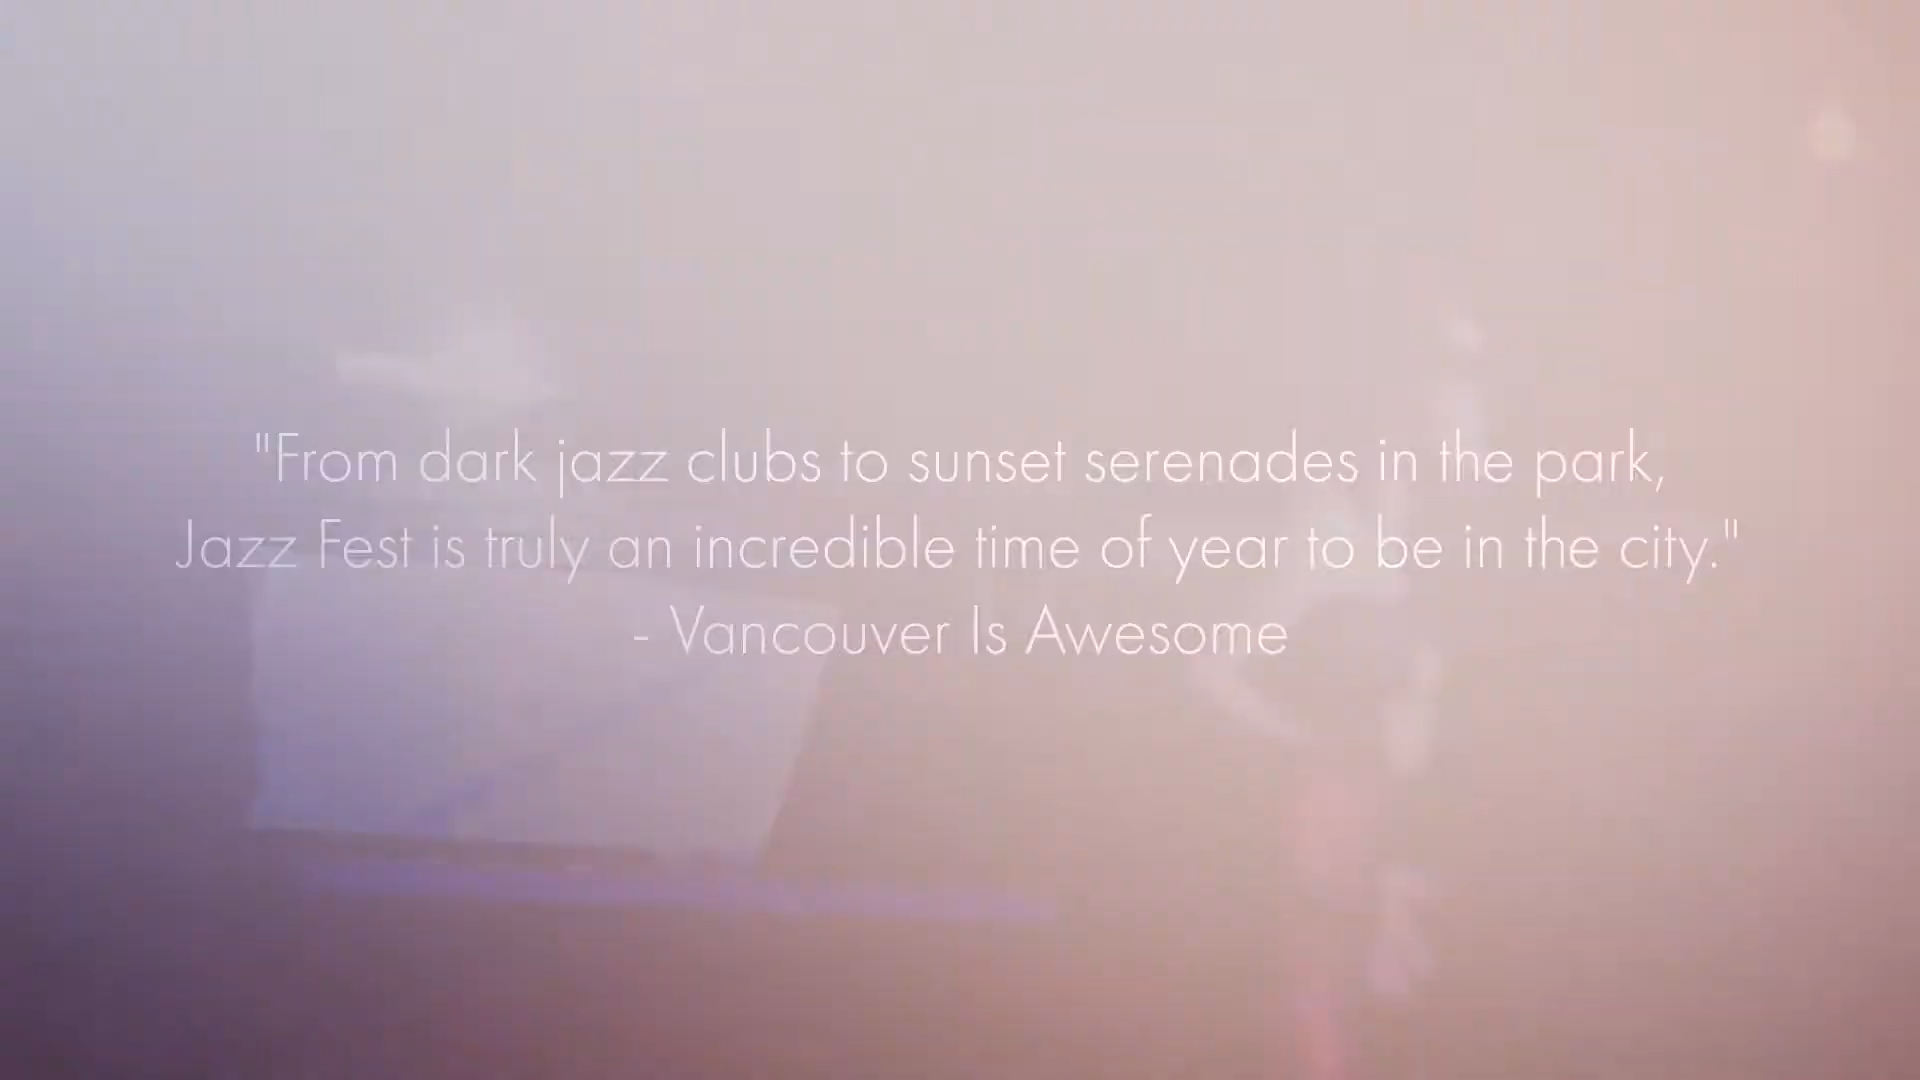 "From dark jazz clubs to sunset serenades in the park,
Jazz Fest is truly an incredible time of year to be in the city."
- Vancouver Is Awesome